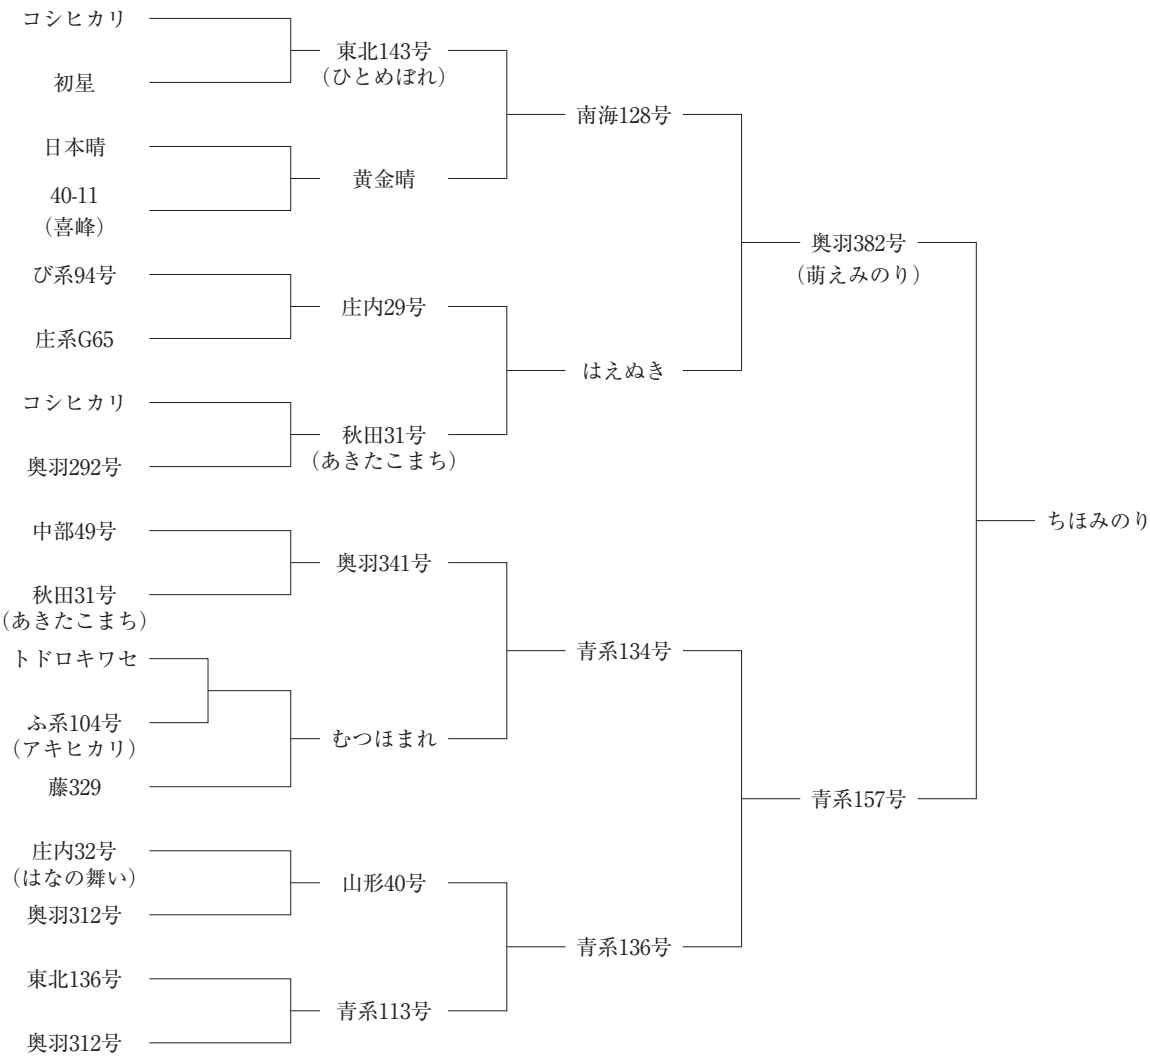 コシヒカリ
初星
日本晴
40-11
（喜峰）
び系94号
庄系G65
コシヒカリ
奥羽292号
中部49号
秋田31号
（あきたこまち）
トドロキワセ
ふ系104号
（アキヒカリ）
藤329
庄内32号
（はなの舞い）
奥羽312号
東北136号
奥羽312号
東北143号
（ひとめぼれ）
黄金晴
庄内29号
秋田31号
（あきたこまち）
奥羽341号
むつほまれ
山形40号
青系113号
南海128号
はえぬき
青系134号
青系136号
奥羽382号
（萌えみのり）
青系157号
ちほみのり